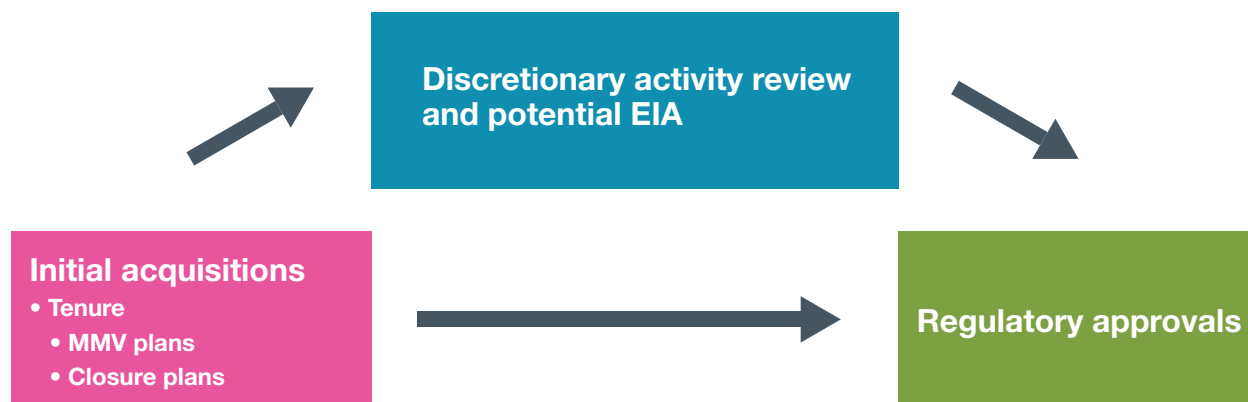 Discretionary activity review
and potential EIA
Initial acquisitions
• Tenure
• MMV plans
• Closure plans
Regulatory approvals